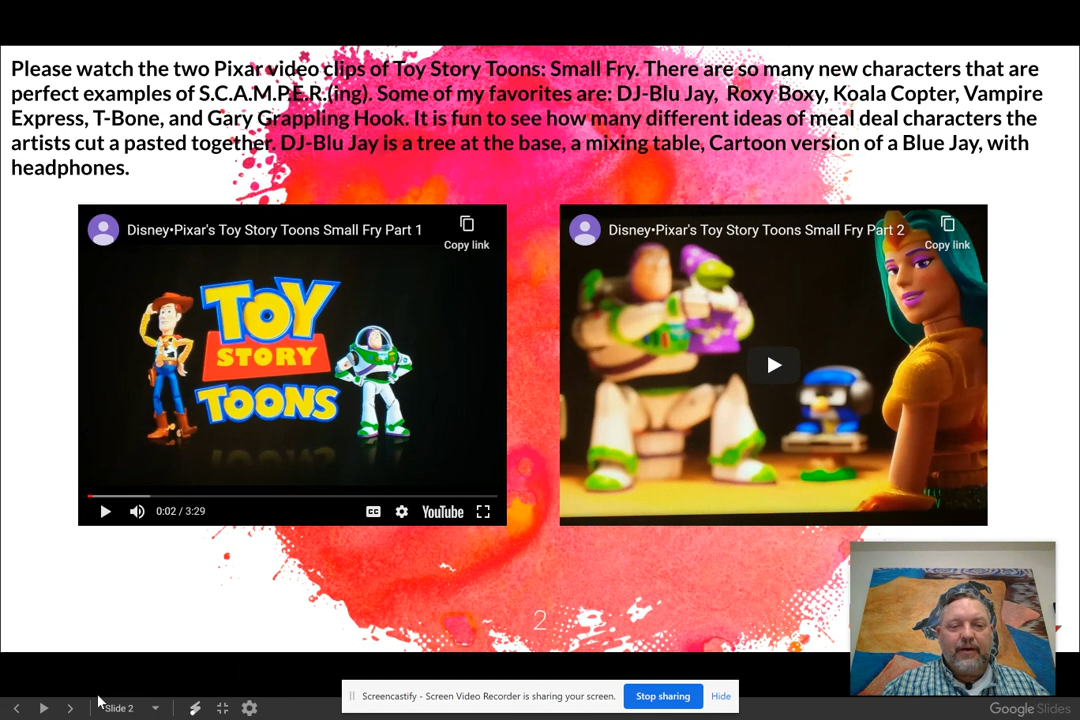 Please watch the two Pixar video clips of Toy Story Toons: Small Fry. There are so many new characters that are
perfect examples of S.C.A.M.P.E.R.(ing). Some of my favorites are: DJ-Blu Jay,  Roxy Boxy, Koala Copter, Vampire
Express, T-Bone, and Gary Grappling Hook. It is fun to see how many different ideas of meal deal characters the
artists cut a pasted together. DJ-Blu Jay is a tree at the base, a mixing table, Cartoon version of a Blue Jay, with
headphones.
Disney•Pixar's Toy Story Toons Small Fry Part 1
Copy link
TOY
STORY
TOONS
0:02 / 3:29
CC
YouTube
Disney•Pixar's Toy Story Toons Small Fry Part 2
Copy link
2
Screencastify - Screen Video Recorder is sharing your screen.
Stop sharing
Hide
Slide 2
Google Slides